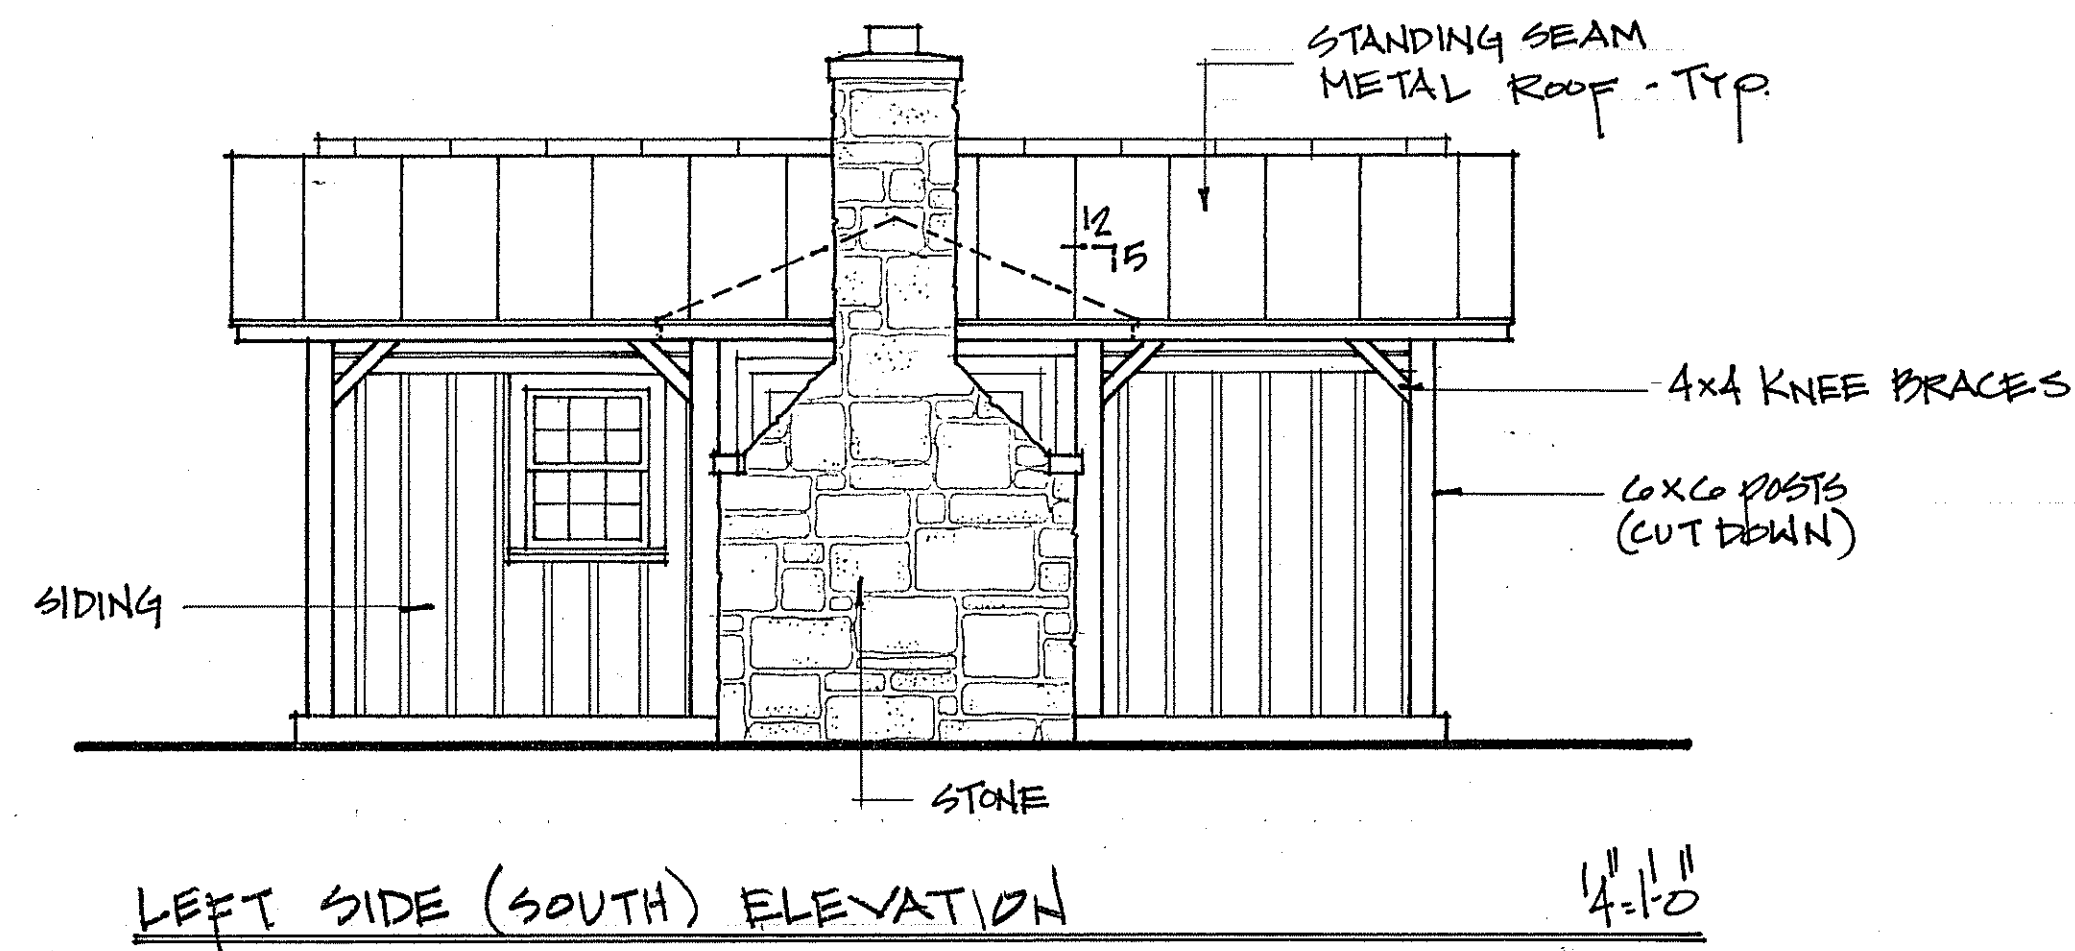 STANDING SEAM
METAL ROOF - TYP.
12
5
4x4 KNEE BRACES
6x6 POSTS
(CUT DOWN)
SIDING
STONE
LEFT SIDE (SOUTH) ELEVATION
1/4"=1'-0"